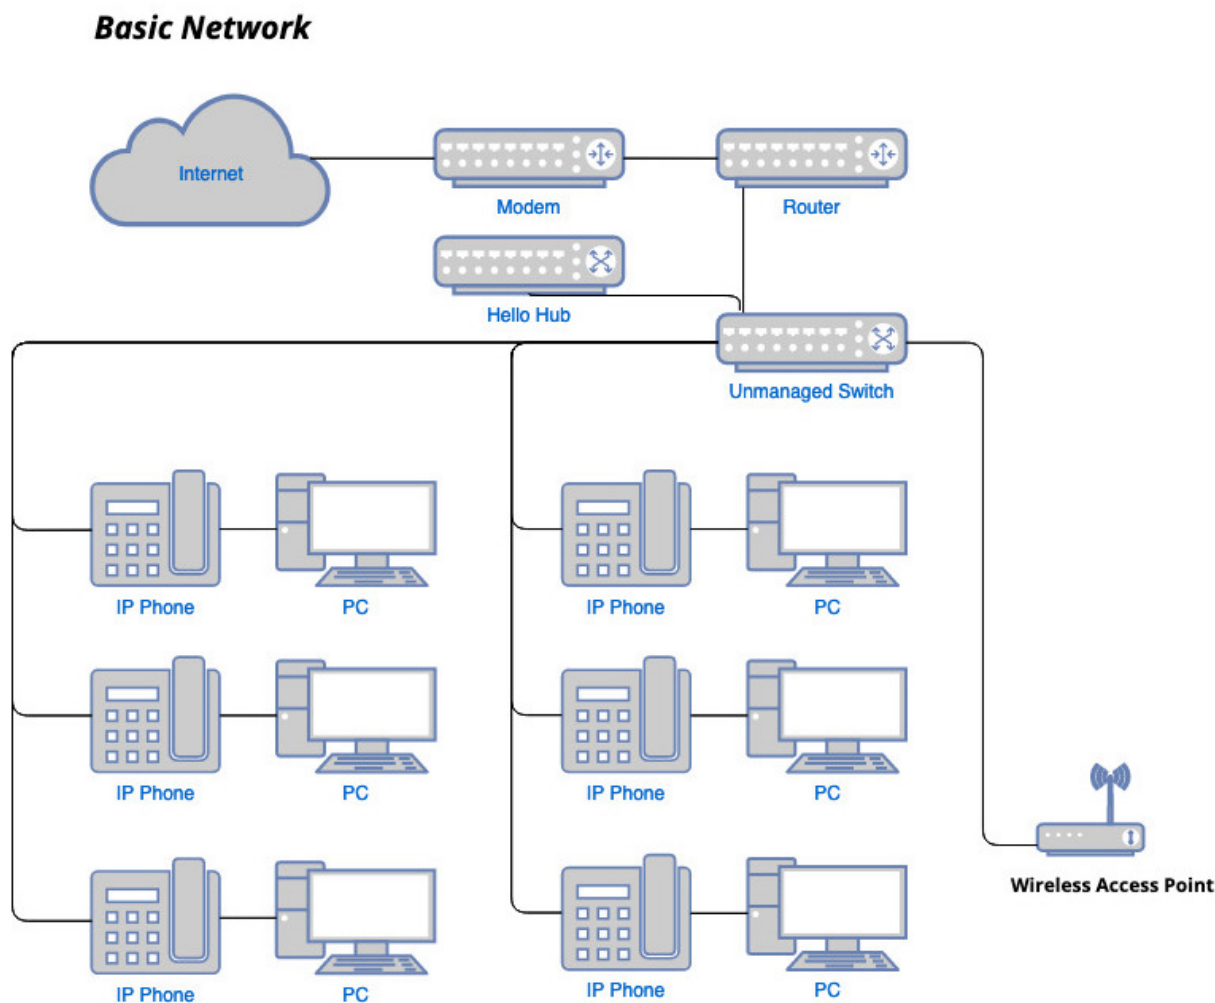 Basic Network
Internet
Modem
Router
Hello Hub
Unmanaged Switch
IP Phone
PC
IP Phone
PC
IP Phone
PC
IP Phone
PC
Wireless Access Point
IP Phone
PC
IP Phone
PC